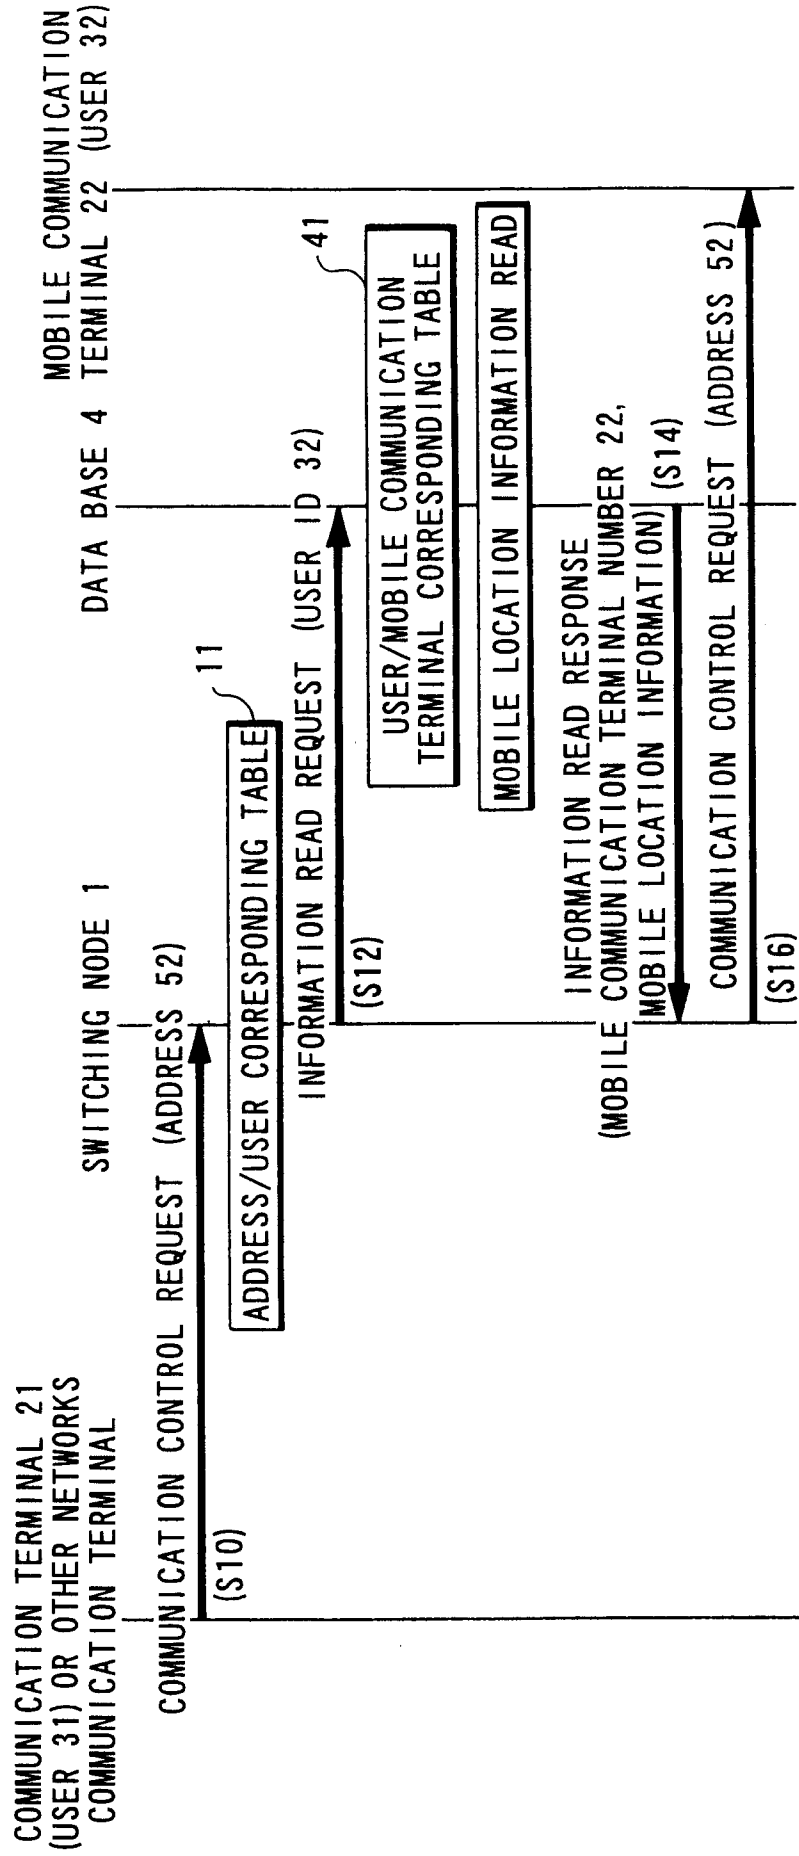 COMMUNICATION TERMINAL 21
(USER 31) OR OTHER NETWORKS
COMMUNICATION TERMINAL
SWITCHING NODE 1
DATA BASE 4
MOBILE COMMUNICATION
TERMINAL 22 (USER 32)
COMMUNICATION CONTROL REQUEST (ADDRESS 52)
(S10)
11
ADDRESS/USER CORRESPONDING TABLE
INFORMATION READ REQUEST (USER ID 32)
(S12)
41
USER/MOBILE COMMUNICATION
TERMINAL CORRESPONDING TABLE
MOBILE LOCATION INFORMATION READ
INFORMATION READ RESPONSE
(MOBILE COMMUNICATION TERMINAL NUMBER 22,
MOBILE LOCATION INFORMATION)
(S14)
COMMUNICATION CONTROL REQUEST (ADDRESS 52)
(S16)